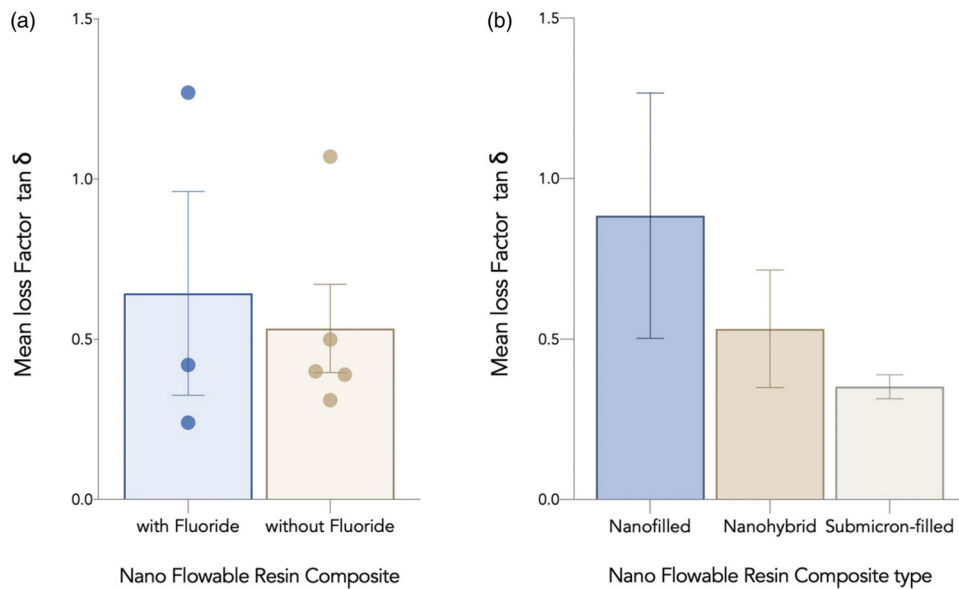 (a)
1.5
1.0
0.5
0.0
Mean loss Factor tan δ
with Fluoride
without Fluoride
Nano Flowable Resin Composite
(b)
1.5
1.0
0.5
0.0
Mean loss Factor tan δ
Nanofilled
Nanohybrid
Submicron-filled
Nano Flowable Resin Composite type